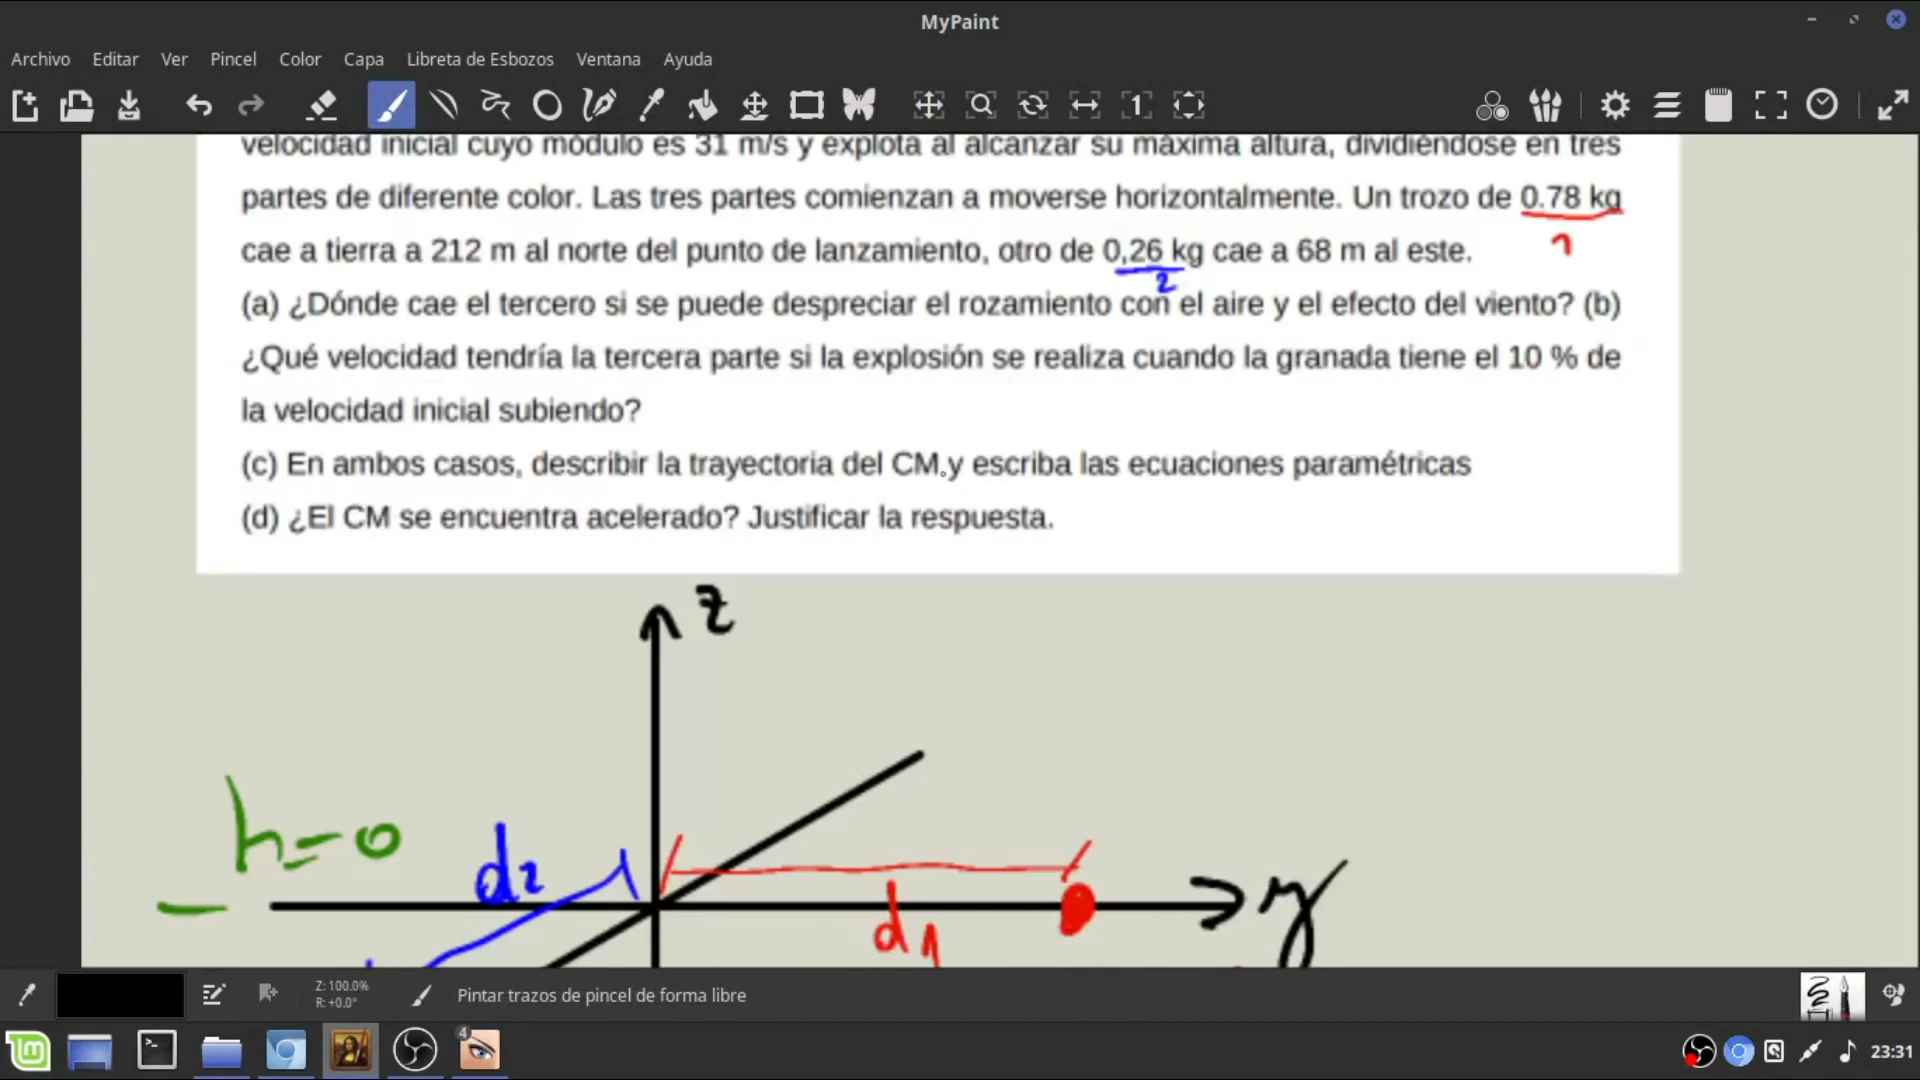 MyPaint
Archivo Editar Ver Pincel Color Capa Libreta de Esbozos Ventana Ayuda
velocidad inicial cuyo módulo es 31 m/s y explota al alcanzar su máxima altura, dividiéndose en tres
partes de diferente color. Las tres partes comienzan a moverse horizontalmente. Un trozo de 0.78 kg
1
cae a tierra a 212 m al norte del punto de lanzamiento, otro de 0,26 kg cae a 68 m al este.
2
(a) ¿Dónde cae el tercero si se puede despreciar el rozamiento con el aire y el efecto del viento? (b)
¿Qué velocidad tendría la tercera parte si la explosión se realiza cuando la granada tiene el 10 % de
la velocidad inicial subiendo?
(c) En ambos casos, describir la trayectoria del CM y escriba las ecuaciones paramétricas
(d) ¿El CM se encuentra acelerado? Justificar la respuesta.
z
h=0
d2
d1
y
Z: 100.0%
R: +0.0°
Pintar trazos de pincel de forma libre
4
23:31